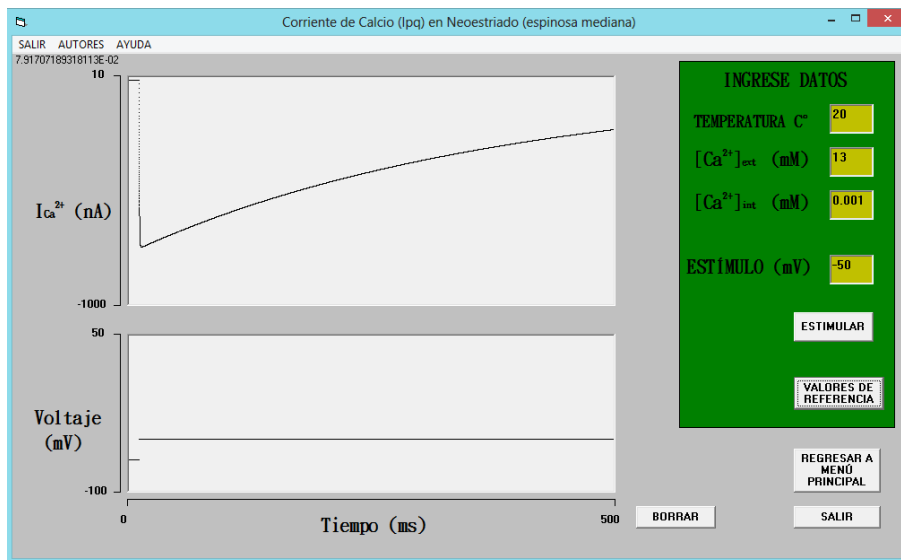 Corriente de Calcio (Ipq) en Neoestriado (espinosa mediana)
SALIR AUTORES AYUDA
7.91707189318113E-02
10
I Ca²⁺ (nA)
-1000
50
Voltaje
(mV)
-100
0
Tiempo (ms)
500
INGRESE DATOS
TEMPERATURA C° 20
[Ca²⁺]ext (mM) 13
[Ca²⁺]int (mM) 0.001
ESTÍMULO (mV) -50
ESTIMULAR
VALORES DE
REFERENCIA
REGRESAR A
MENÚ
PRINCIPAL
BORRAR
SALIR